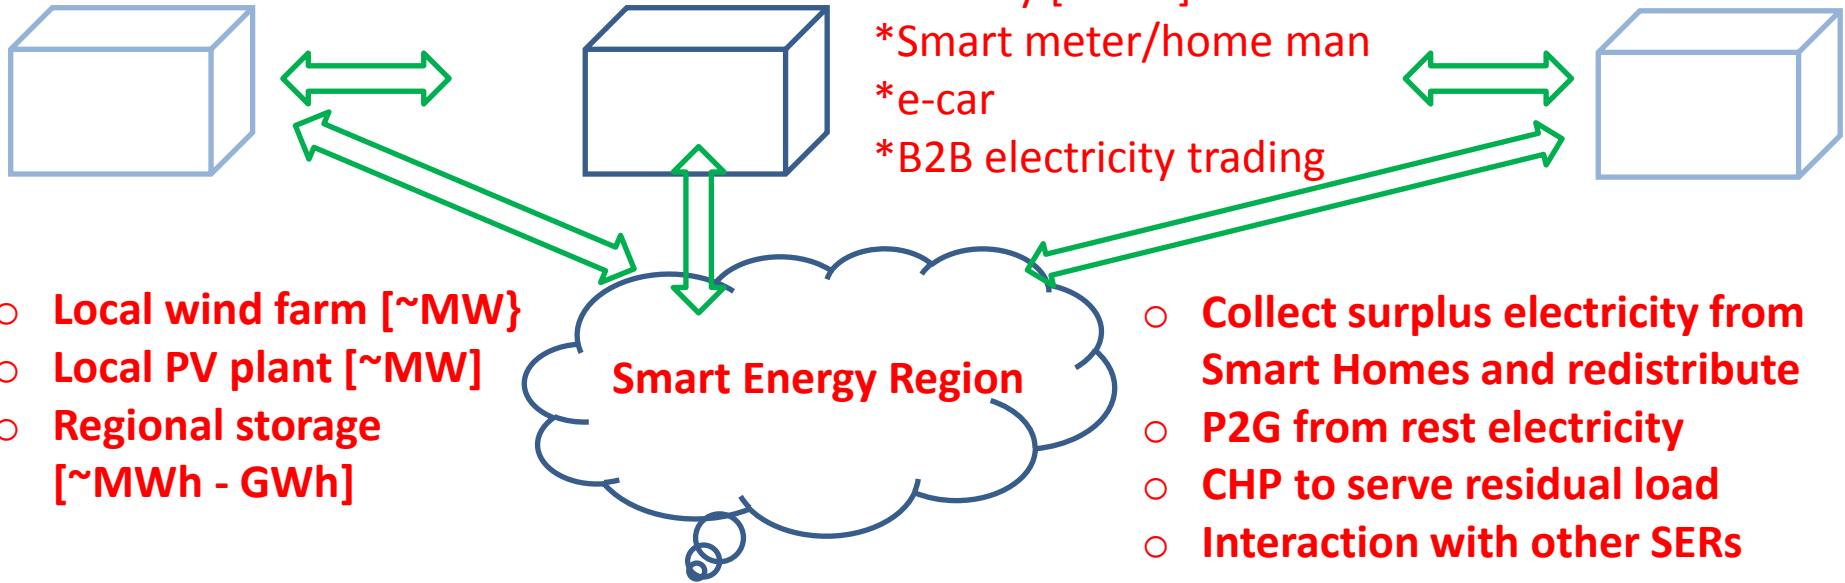 *Smart meter/home man
*e-car
*B2B electricity trading
o Local wind farm [~MW}
o Local PV plant [~MW]
o Regional storage
[~MWh - GWh]
Smart Energy Region
o Collect surplus electricity from
Smart Homes and redistribute
o P2G from rest electricity
o CHP to serve residual load
o Interaction with other SERs